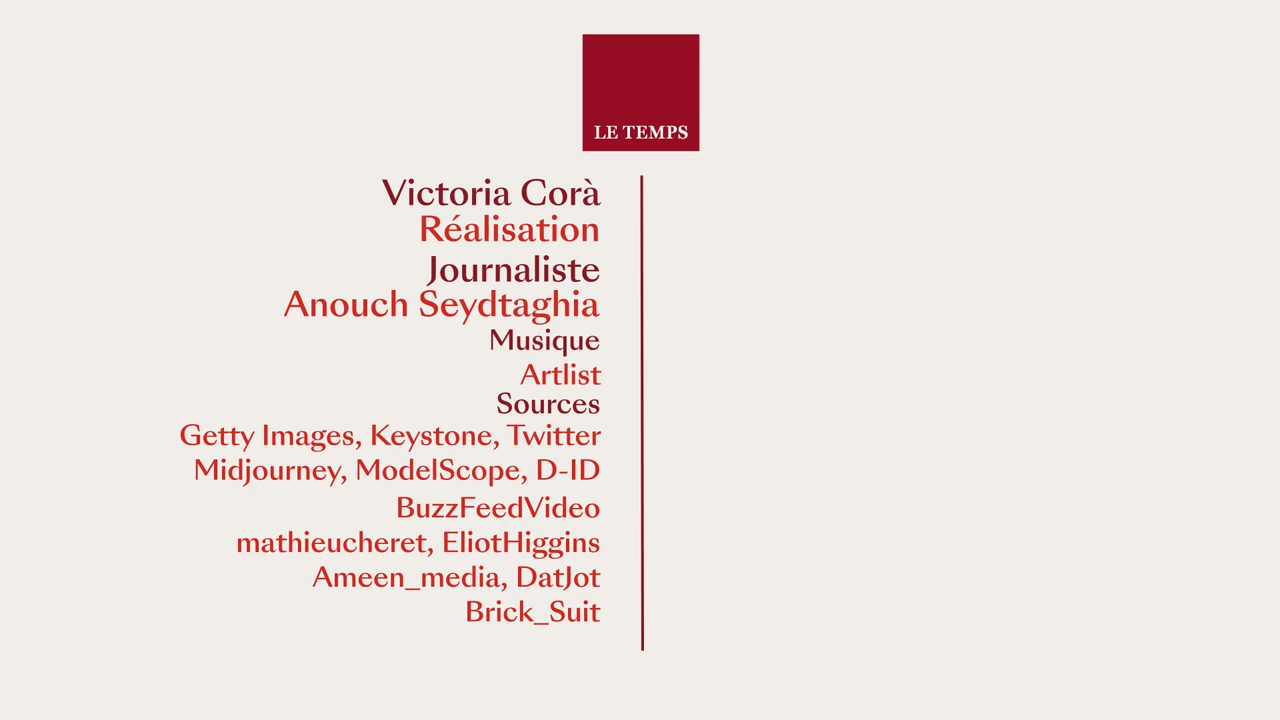 LE TEMPS
Victoria Corà
Réalisation
Journaliste
Anouch Seydtaghia
Musique
Artlist
Sources
Getty Images, Keystone, Twitter
Midjourney, ModelScope, D-ID
BuzzFeedVideo
mathieucheret, EliotHiggins
Ameen_media, DatJot
Brick_Suit